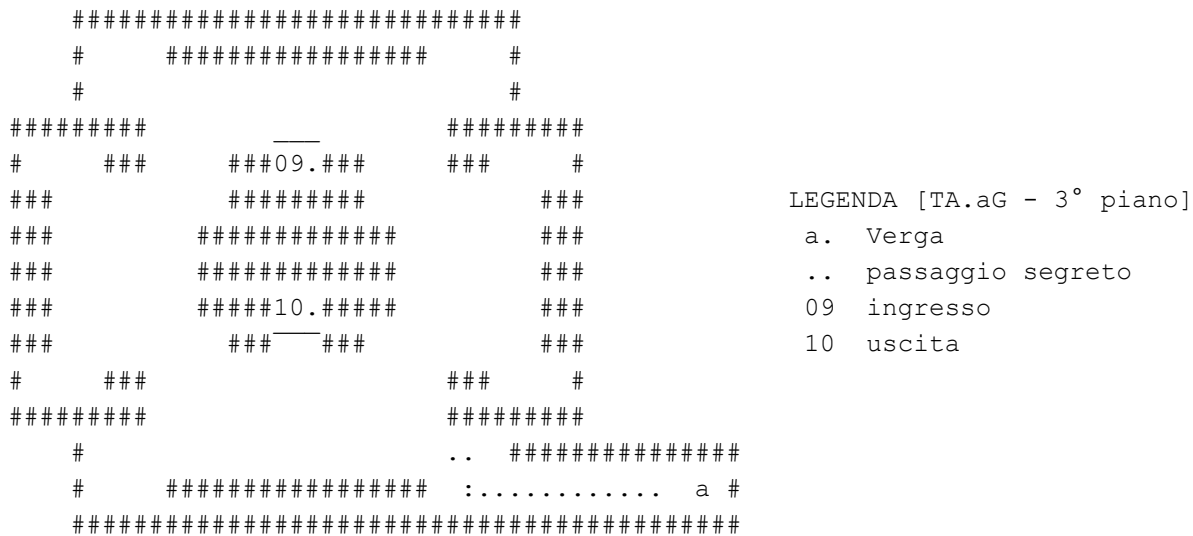 ##############################
#     #################     #
#                           #
#########        ___        #########
#     ###     ###09.###     ###     #
###           #########           ###     LEGENDA [TA.aG - 3° piano]
###         #############         ###     a.  Verga
###         #############         ###     ..  passaggio segreto
###         #####10.#####         ###     09  ingresso
###           ###‾‾‾###           ###     10  uscita
#     ###                   ###     #
#########                   #########
#                       ..  ###############
#     #################  :............. a #
###########################################